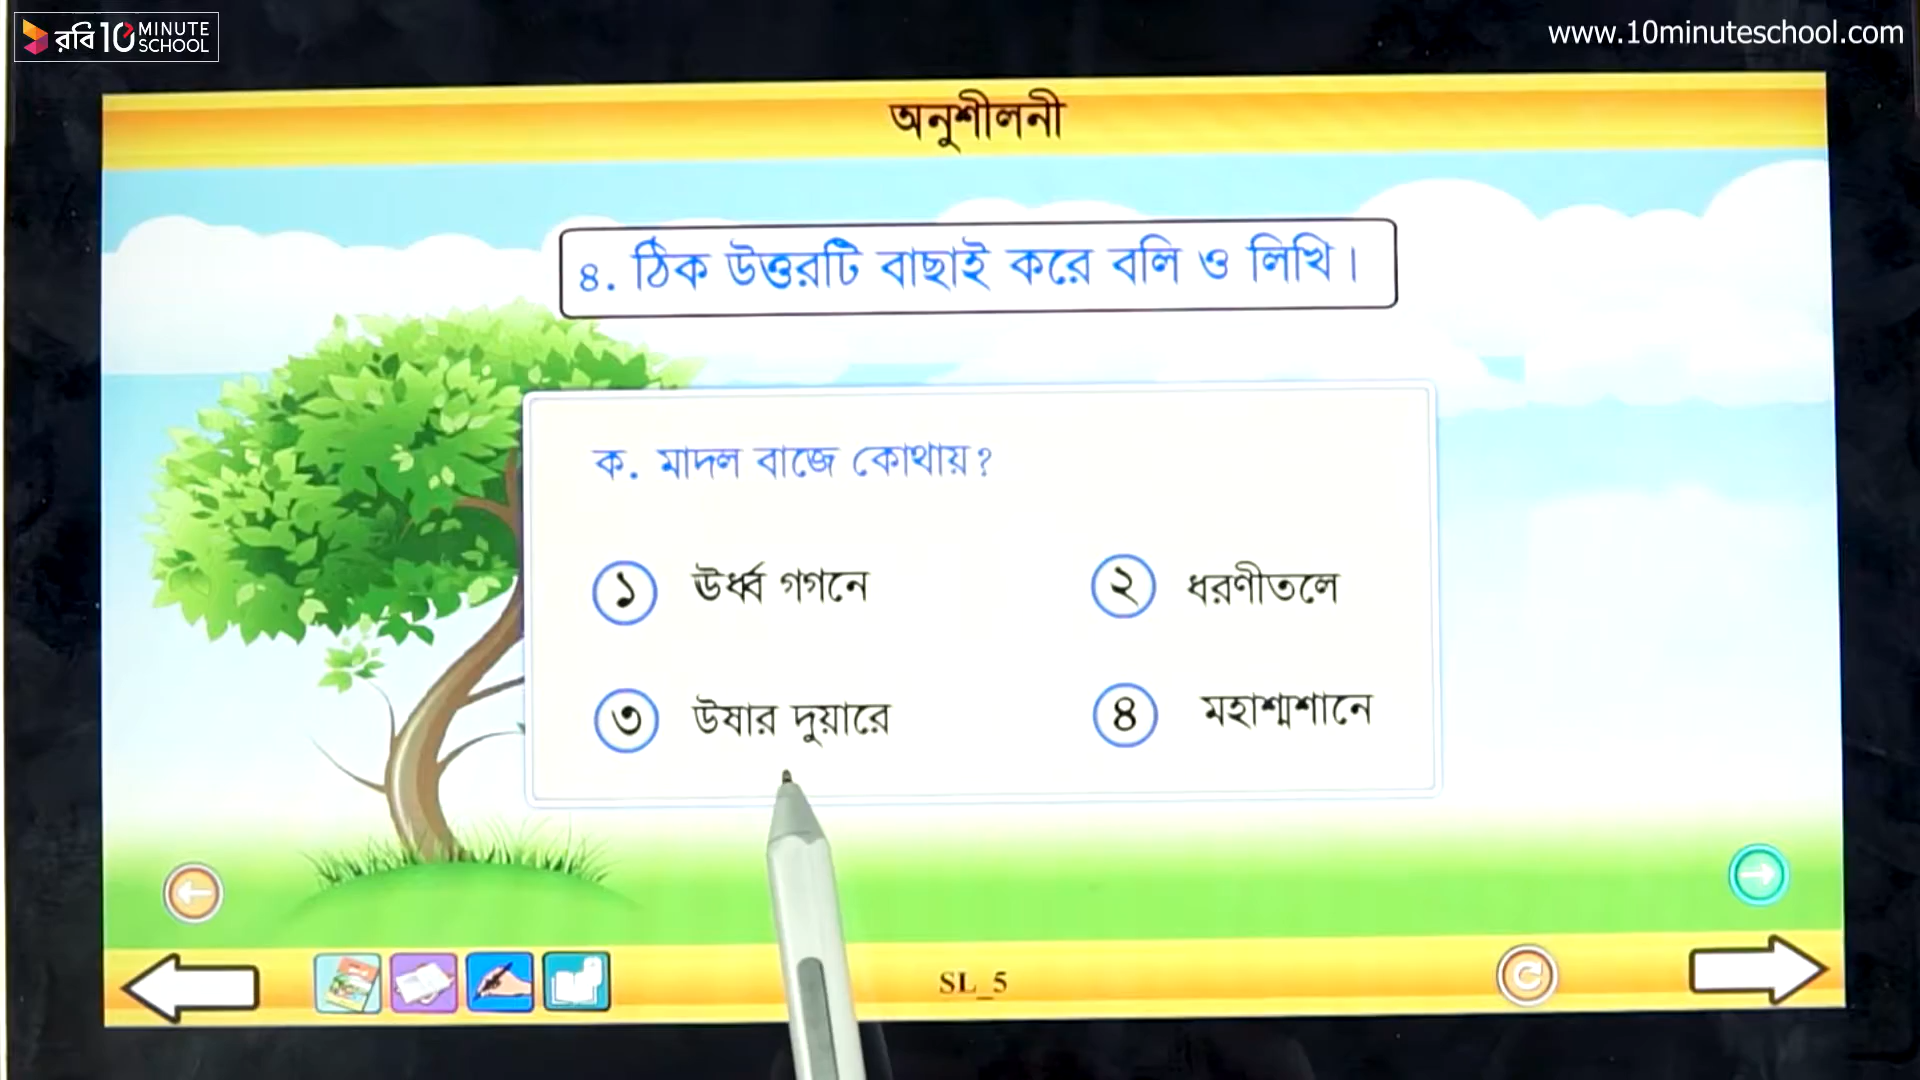 রবি 10 MINUTE SCHOOL
www.10minuteschool.com
অনুশীলনী
৪. ঠিক উত্তরটি বাছাই করে বলি ও লিখি।
ক. মাদল বাজে কোথায়?
১ ঊর্ধ্ব গগনে
২ ধরণীতলে
৩ উষার দুয়ারে
৪ মহাশ্মশানে
SL_5